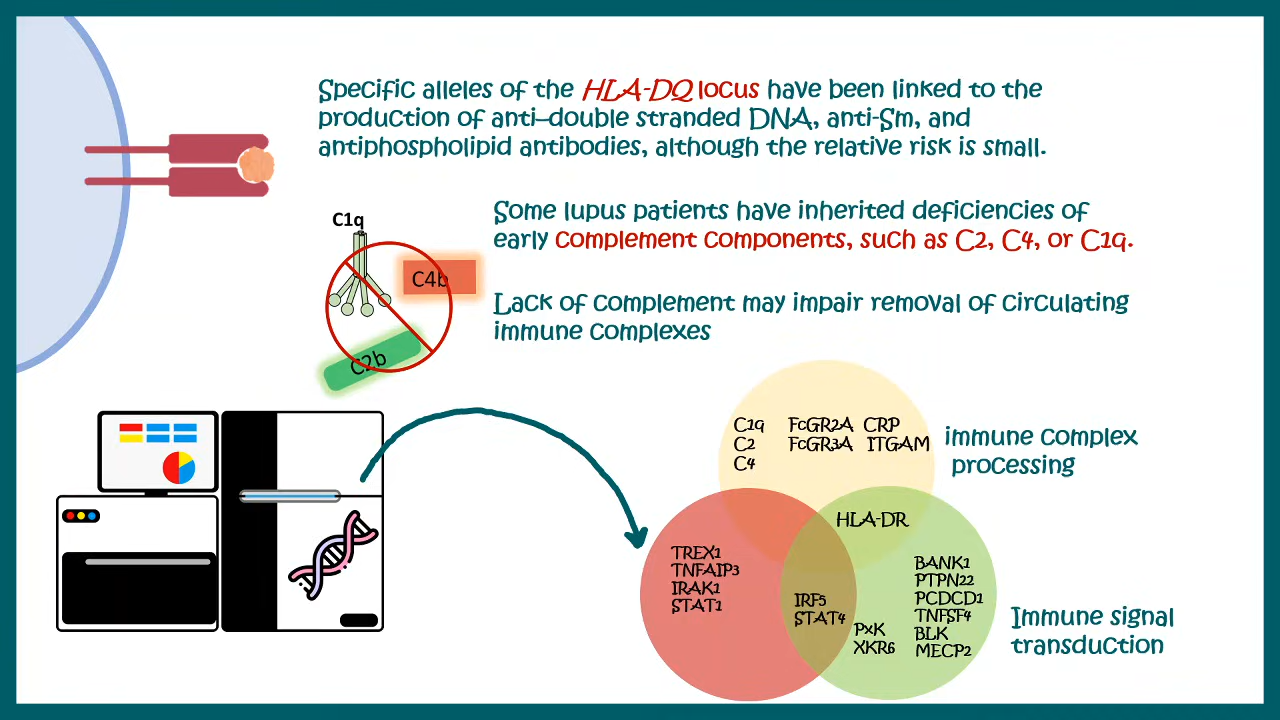 Specific alleles of the HLA-DQ locus have been linked to the
production of anti–double stranded DNA, anti-Sm, and
antiphospholipid antibodies, although the relative risk is small.
Some lupus patients have inherited deficiencies of
early complement components, such as C2, C4, or C1q.
C1q
C4b
C2b
Lack of complement may impair removal of circulating
immune complexes
C1q FcGR2A CRP
C2 FcGR3A ITGAM
C4
immune complex
processing
HLA-DR
TREX1
TNFAIP3
IRAK1
STAT1
IRF5
STAT4
PxK
XKR6
BANK1
PTPN22
PCDCD1
TNFSF4
BLK
MECP2
Immune signal
transduction